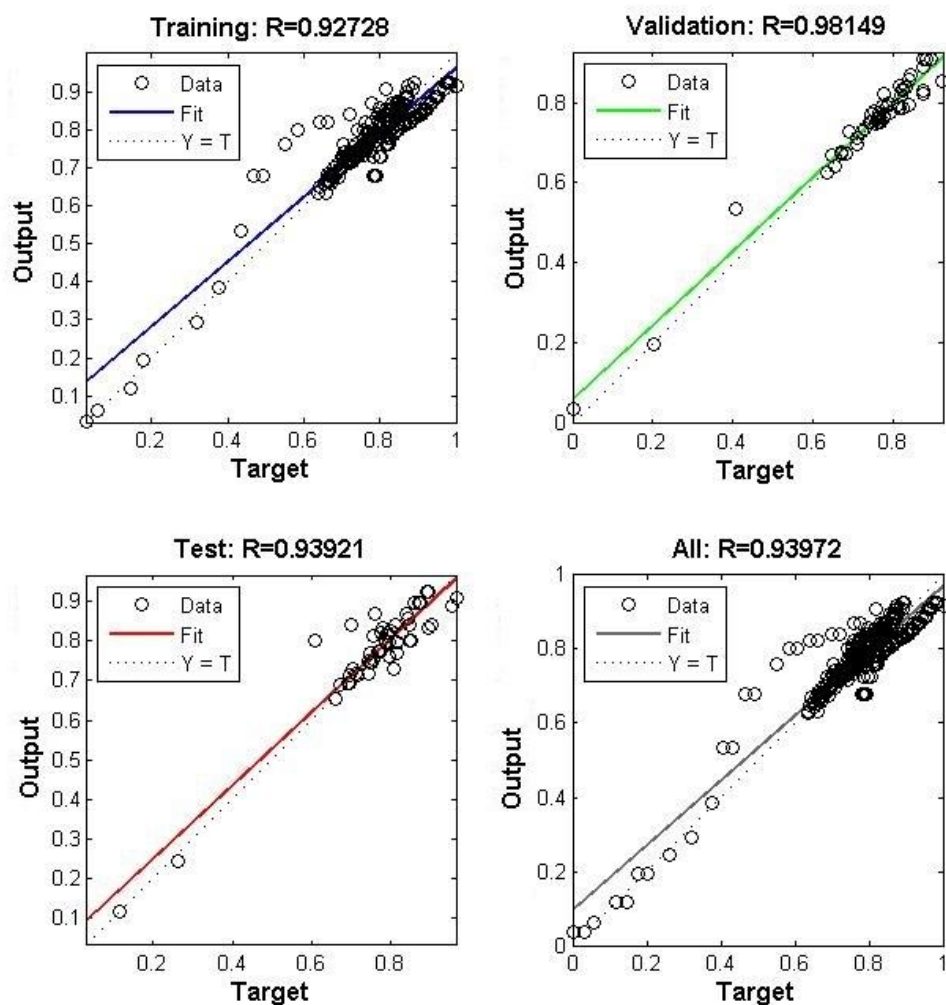 Training: R=0.92728
Data
Fit
Y = T
0.9
0.8
0.7
0.6
0.5
0.4
0.3
0.2
0.1
0.2
0.4
0.6
0.8
1
Output
Target
Validation: R=0.98149
Data
Fit
Y = T
0.8
0.6
0.4
0.2
0
0
0.2
0.4
0.6
0.8
Output
Target
Test: R=0.93921
Data
Fit
Y = T
0.9
0.8
0.7
0.6
0.5
0.4
0.3
0.2
0.1
0.2
0.4
0.6
0.8
Output
Target
All: R=0.93972
Data
Fit
Y = T
1
0.8
0.6
0.4
0.2
0
0
0.2
0.4
0.6
0.8
1
Output
Target